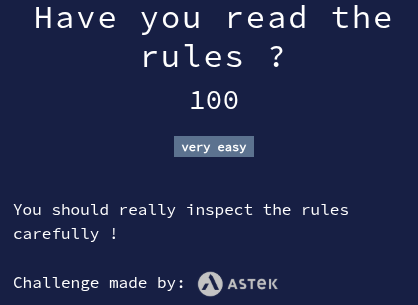 Have you read the
rules ?
100
very easy
You should really inspect the rules
carefully !
Challenge made by: ASTEK